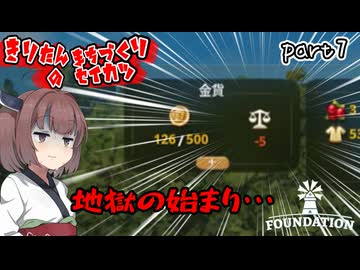 きりたん
の
まちづくり
セイカツ
part7
金貨
126/500
-5
+
3
53
地獄の始まり…
FOUNDATION